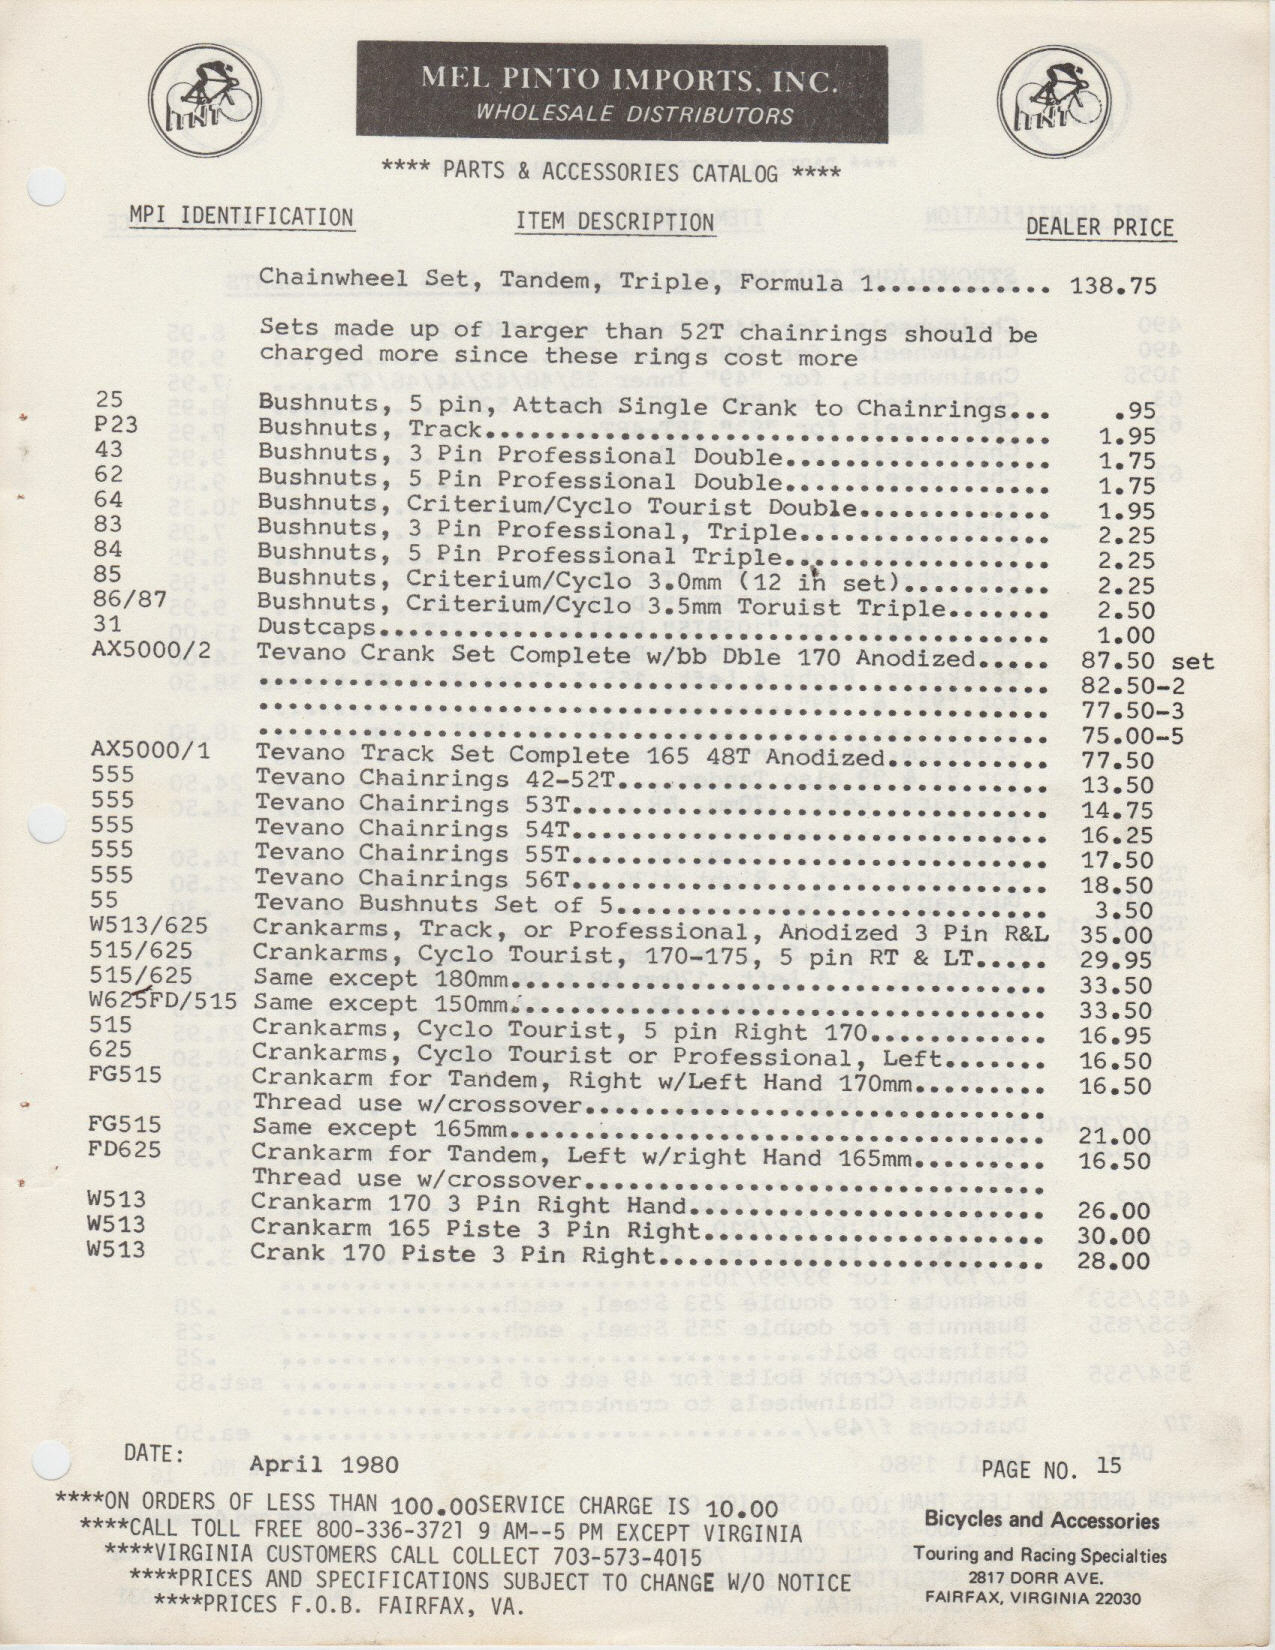 MEL PINTO IMPORTS, INC.
WHOLESALE DISTRIBUTORS
**** PARTS & ACCESSORIES CATALOG ****
MPI IDENTIFICATION ITEM DESCRIPTION DEALER PRICE
Chainwheel Set, Tandem, Triple, Formula 1............ 138.75
Sets made up of larger than 52T chainrings should be
charged more since these rings cost more
25 Bushnuts, 5 pin, Attach Single Crank to Chainrings... .95
P23 Bushnuts, Track...................................... 1.95
43 Bushnuts, 3 Pin Professional Double.................. 1.75
62 Bushnuts, 5 Pin Professional Double.................. 1.75
64 Bushnuts, Criterium/Cyclo Tourist Double............. 1.95
83 Bushnuts, 3 Pin Professional, Triple................. 2.25
84 Bushnuts, 5 Pin Professional Triple.................. 2.25
85 Bushnuts, Criterium/Cyclo 3.0mm (12 in set).......... 2.25
86/87 Bushnuts, Criterium/Cyclo 3.5mm Toruist Triple....... 2.50
31 Dustcaps............................................. 1.00
AX5000/2 Tevano Crank Set Complete w/bb Dble 170 Anodized..... 87.50 set
..................................................... 82.50-2
..................................................... 77.50-3
..................................................... 75.00-5
AX5000/1 Tevano Track Set Complete 165 48T Anodized........... 77.50
555 Tevano Chainrings 42-52T............................. 13.50
555 Tevano Chainrings 53T................................ 14.75
555 Tevano Chainrings 54T................................ 16.25
555 Tevano Chainrings 55T................................ 17.50
555 Tevano Chainrings 56T................................ 18.50
55 Tevano Bushnuts Set of 5............................. 3.50
W513/625 Crankarms, Track, or Professional, Anodized 3 Pin R&L 35.00
515/625 Crankarms, Cyclo Tourist, 170-175, 5 pin RT & LT..... 29.95
515/625 Same except 180mm.................................... 33.50
W625FD/515 Same except 150mm.................................... 33.50
515 Crankarms, Cyclo Tourist, 5 pin Right 170............ 16.95
625 Crankarms, Cyclo Tourist or Professional, Left....... 16.50
FG515 Crankarm for Tandem, Right w/Left Hand 170mm......... 16.50
Thread use w/crossover...............................
FG515 Same except 165mm.................................... 21.00
FD625 Crankarm for Tandem, Left w/right Hand 165mm......... 16.50
Thread use w/crossover...............................
W513 Crankarm 170 3 Pin Right Hand........................ 26.00
W513 Crankarm 165 Piste 3 Pin Right....................... 30.00
W513 Crank 170 Piste 3 Pin Right.......................... 28.00
DATE: April 1980 PAGE NO. 15
****ON ORDERS OF LESS THAN 100.00SERVICE CHARGE IS 10.00
****CALL TOLL FREE 800-336-3721 9 AM--5 PM EXCEPT VIRGINIA
****VIRGINIA CUSTOMERS CALL COLLECT 703-573-4015
****PRICES AND SPECIFICATIONS SUBJECT TO CHANGE W/O NOTICE
****PRICES F.O.B. FAIRFAX, VA.
Bicycles and Accessories
Touring and Racing Specialties
2817 DORR AVE.
FAIRFAX, VIRGINIA 22030